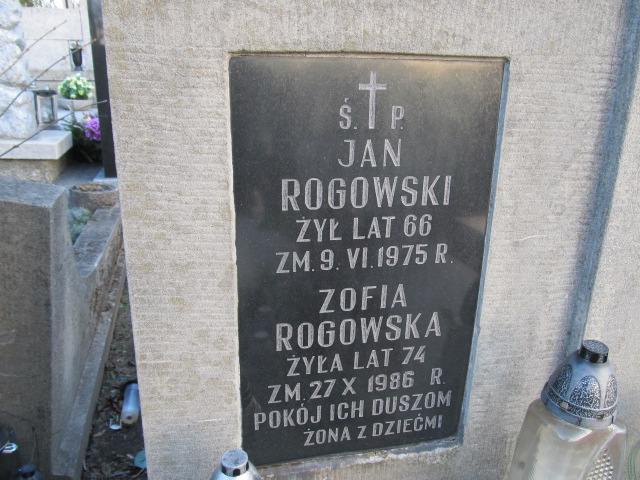 Ś. P.
JAN
ROGOWSKI
ŻYŁ LAT 66
ZM. 9. VI. 1975 R.
ZOFIA
ROGOWSKA
ŻYŁA LAT 74
ZM. 27 X 1986 R.
POKÓJ ICH DUSZOM
ŻONA Z DZIEĆMI